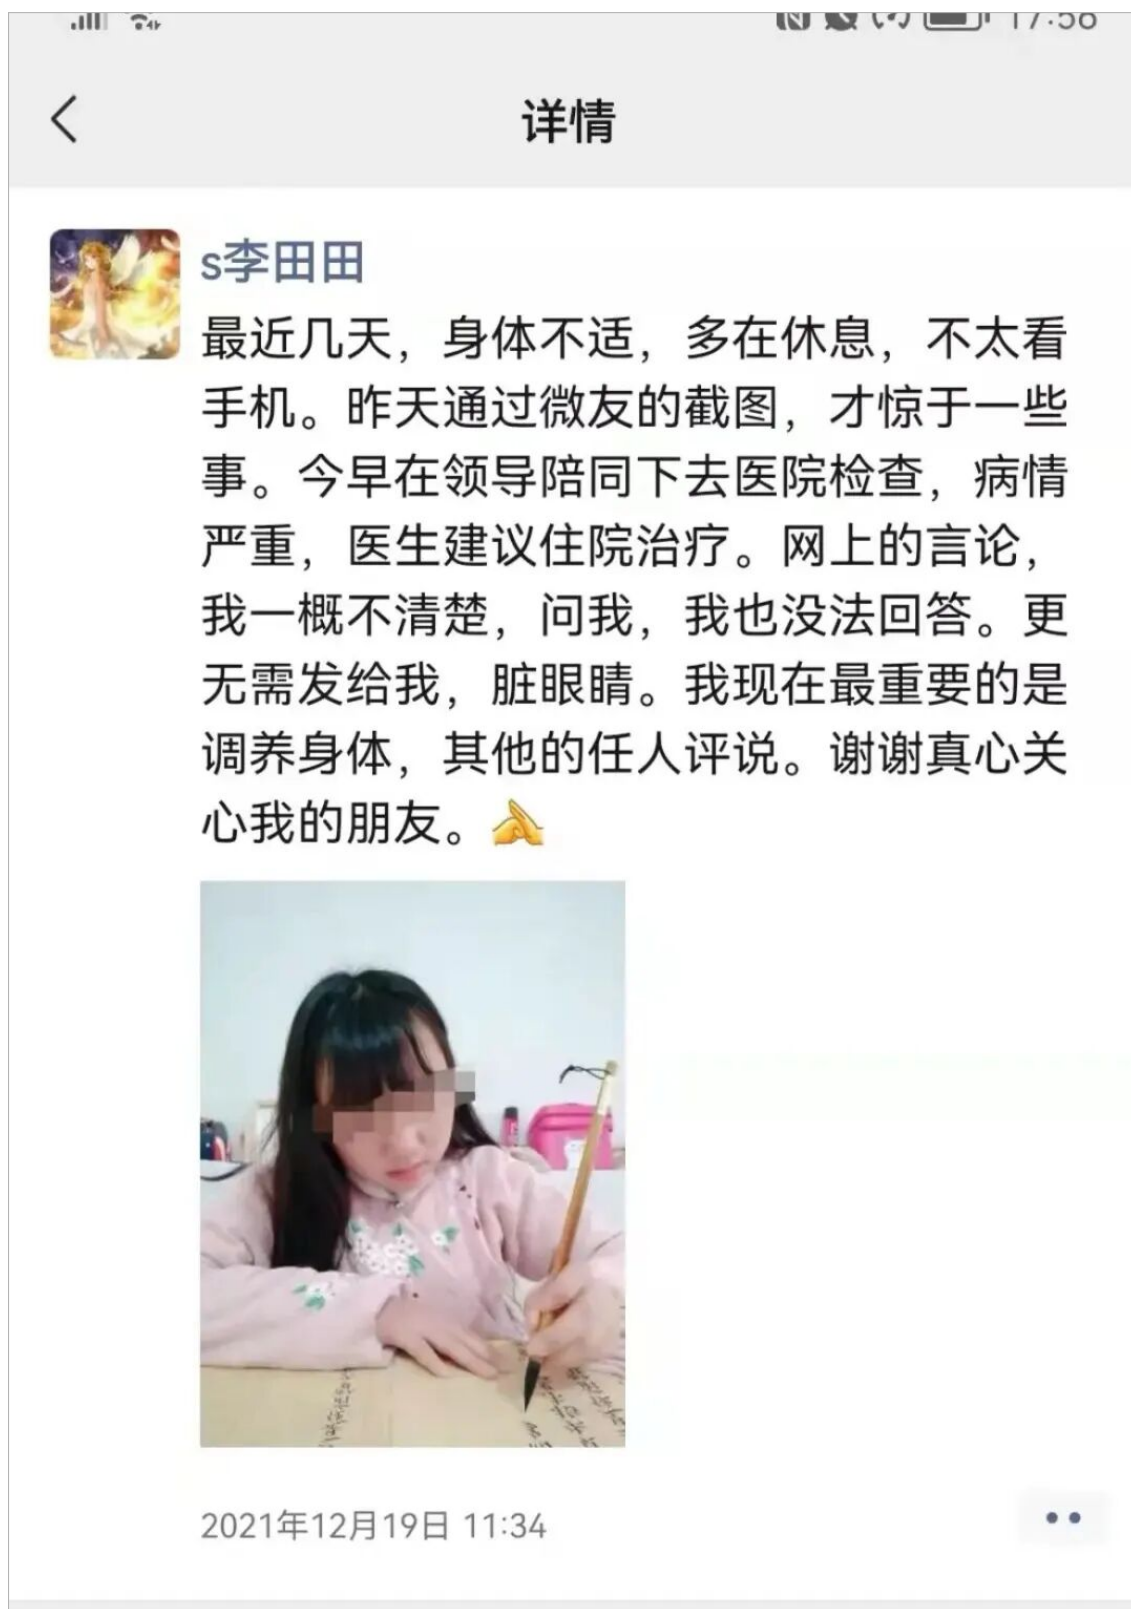 详情
s李田田
最近几天，身体不适，多在休息，不太看
手机。昨天通过微友的截图，才惊于一些
事。今早在领导陪同下去医院检查，病情
严重，医生建议住院治疗。网上的言论，
我一概不清楚，问我，我也没法回答。更
无需发给我，脏眼睛。我现在最重要的是
调养身体，其他的任人评说。谢谢真心关
心我的朋友。
2021年12月19日 11:34